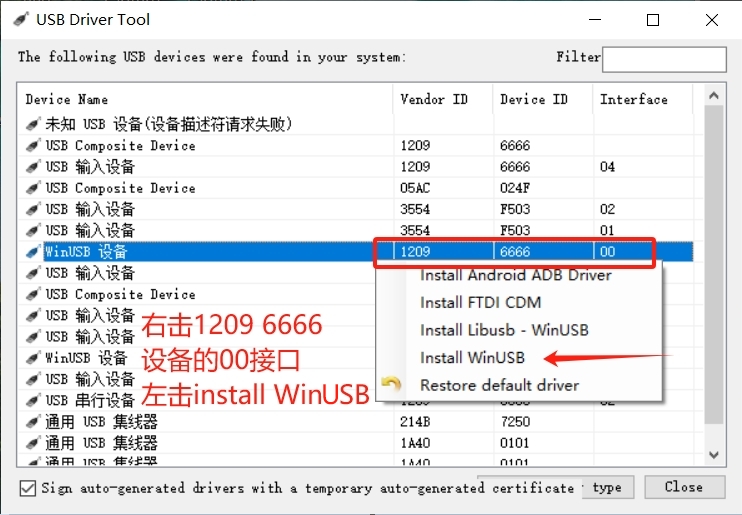 USB Driver Tool
The following USB devices were found in your system:
Filter
Device Name Vendor ID Device ID Interface
未知 USB 设备(设备描述符请求失败)
USB Composite Device 1209 6666
USB 输入设备 1209 6666 04
USB Composite Device 05AC 024F
USB 输入设备 3554 F503 02
USB 输入设备 3554 F503 01
WinUSB 设备 1209 6666 00
USB 输入设备
USB Composite Device
USB 输入设备
USB 输入设备
WinUSB 设备
USB 输入设备
USB 串行设备
通用 USB 集线器 214B 7250
通用 USB 集线器 1A40 0101
通用 USB 集线器 1A40 0101
Install Android ADB Driver
Install FTDI CDM
Install Libusb - WinUSB
Install WinUSB
Restore default driver
右击1209 6666
设备的00接口
左击install WinUSB
Sign auto-generated drivers with a temporary auto-generated certificate
type
Close